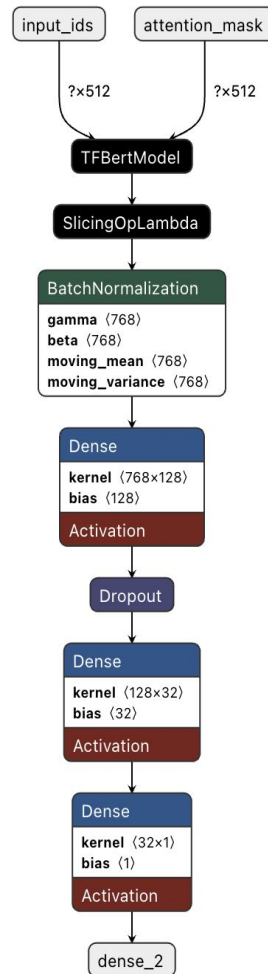 input_ids
attention_mask
?×512
?×512
TFBertModel
SlicingOpLambda
BatchNormalization
gamma ⟨768⟩
beta ⟨768⟩
moving_mean ⟨768⟩
moving_variance ⟨768⟩
Dense
kernel ⟨768×128⟩
bias ⟨128⟩
Activation
Dropout
Dense
kernel ⟨128×32⟩
bias ⟨32⟩
Activation
Dense
kernel ⟨32×1⟩
bias ⟨1⟩
Activation
dense_2